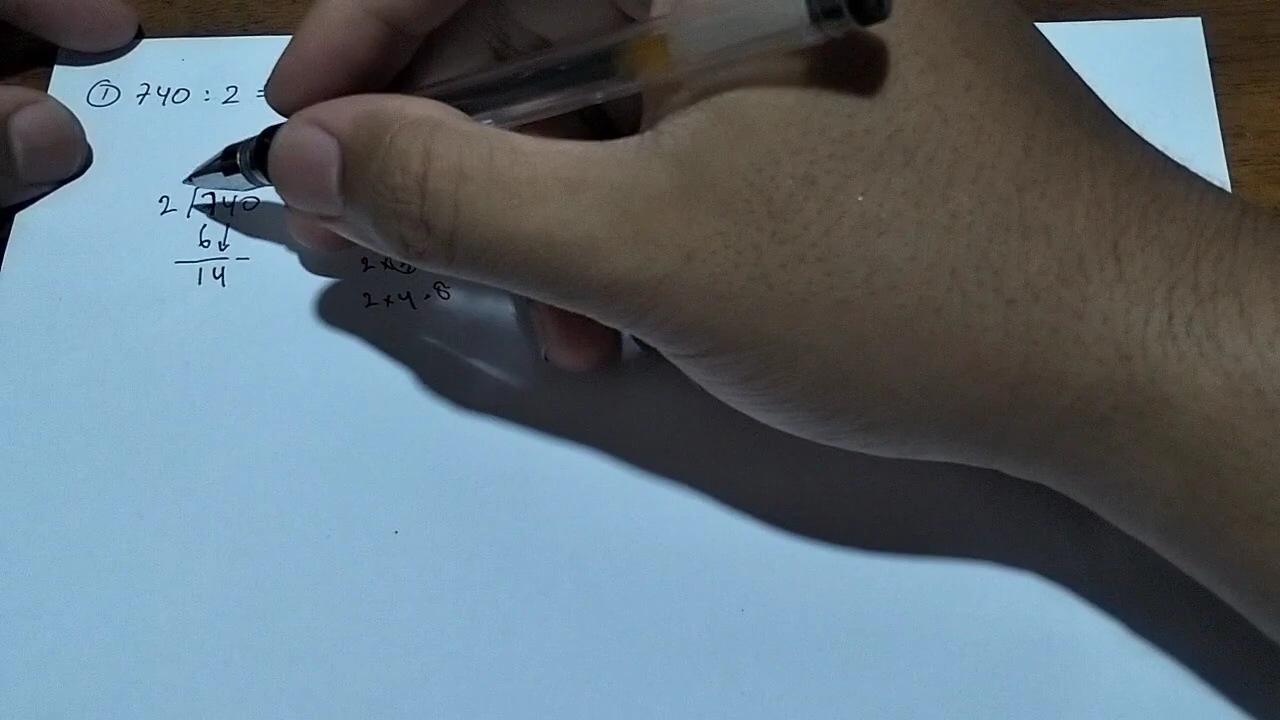 ① 740 : 2 =
2 /740
6↓
14 -
2 × 4 = 8